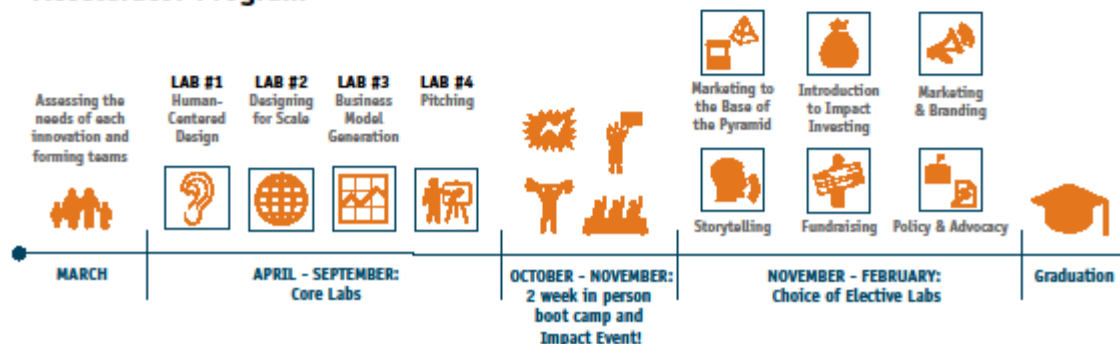 Assessing the
needs of each
innovation and
forming teams
LAB #1
Human-
Centered
Design
LAB #2
Designing
for Scale
LAB #3
Business
Model
Generation
LAB #4
Pitching
Marketing to
the Base of
the Pyramid
Introduction
to Impact
Investing
Marketing
& Branding
Storytelling
Fundraising
Policy & Advocacy
MARCH
APRIL - SEPTEMBER:
Core Labs
OCTOBER - NOVEMBER:
2 week in person
boot camp and
Impact Event!
NOVEMBER - FEBRUARY:
Choice of Elective Labs
Graduation